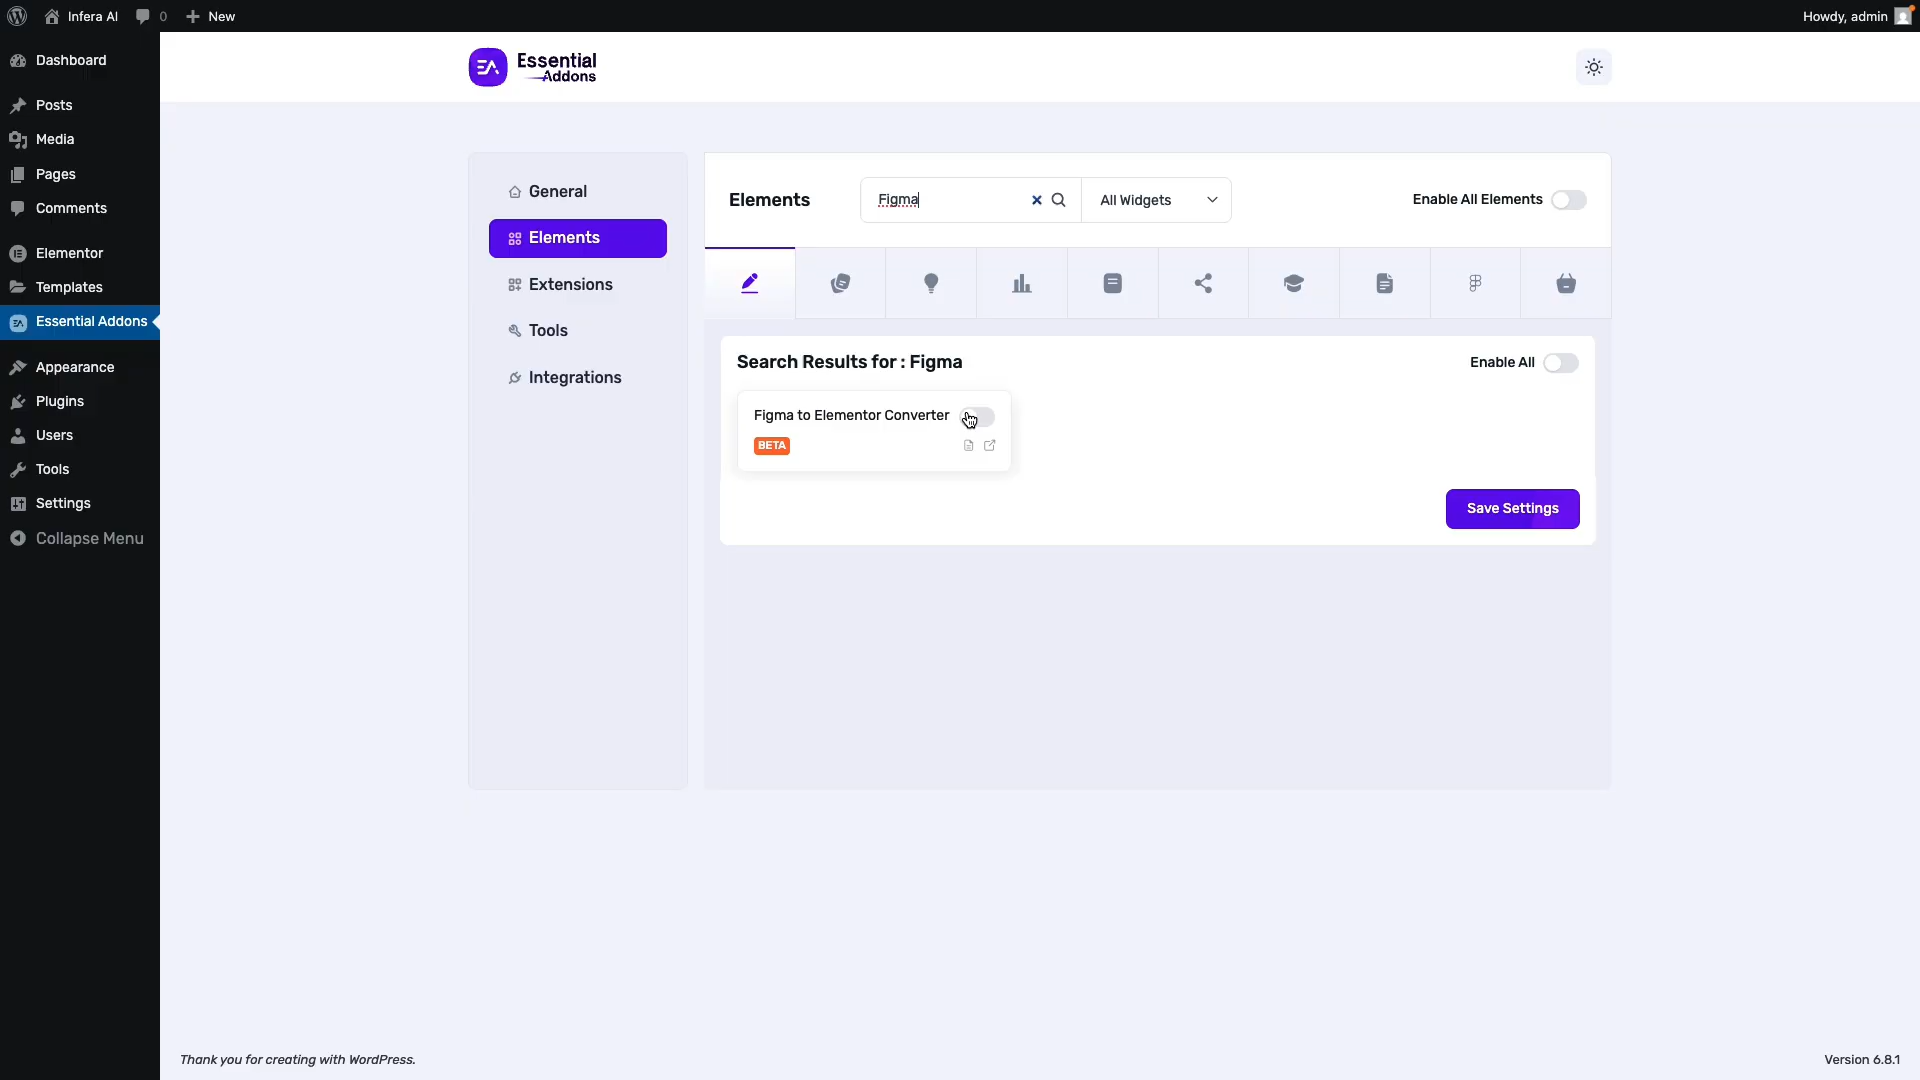 Infera AI
0
New
Howdy, admin
Dashboard
Posts
Media
Pages
Comments
Elementor
Templates
Essential Addons
Appearance
Plugins
Users
Tools
Settings
Collapse Menu
EA
Essential
Addons
General
Elements
Extensions
Tools
Integrations
Elements
Figma
All Widgets
Enable All Elements
Search Results for : Figma
Enable All
Figma to Elementor Converter
BETA
Save Settings
Thank you for creating with WordPress.
Version 6.8.1